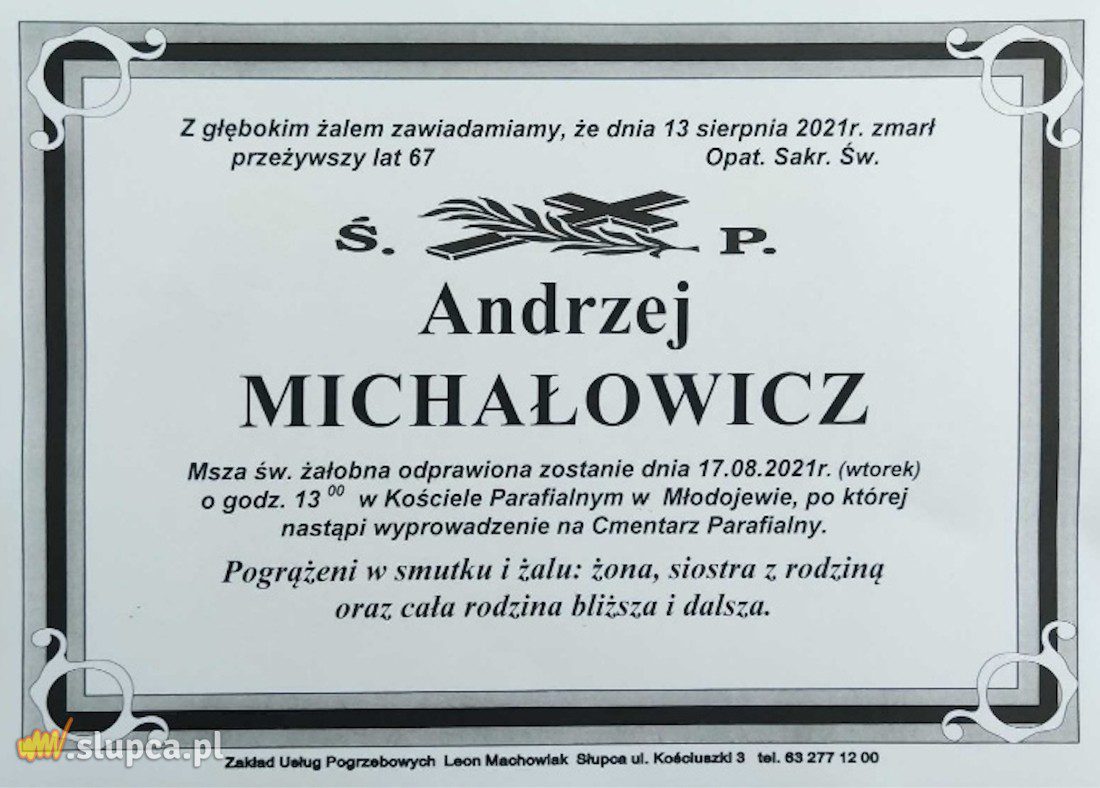 Z głębokim żalem zawiadamiamy, że dnia 13 sierpnia 2021r. zmarł
przeżywszy lat 67 Opat. Sakr. Św.
Ś. P.
Andrzej
MICHAŁOWICZ
Msza św. żałobna odprawiona zostanie dnia 17.08.2021r. (wtorek)
o godz. 13 00 w Kościele Parafialnym w Młodojewie, po której
nastąpi wyprowadzenie na Cmentarz Parafialny.
Pogrążeni w smutku i żalu: żona, siostra z rodziną
oraz cała rodzina bliższa i dalsza.
.slupca.pl
Zakład Usług Pogrzebowych Leon Machowiak Słupca ul. Kościuszki 3 tel. 63 277 12 00